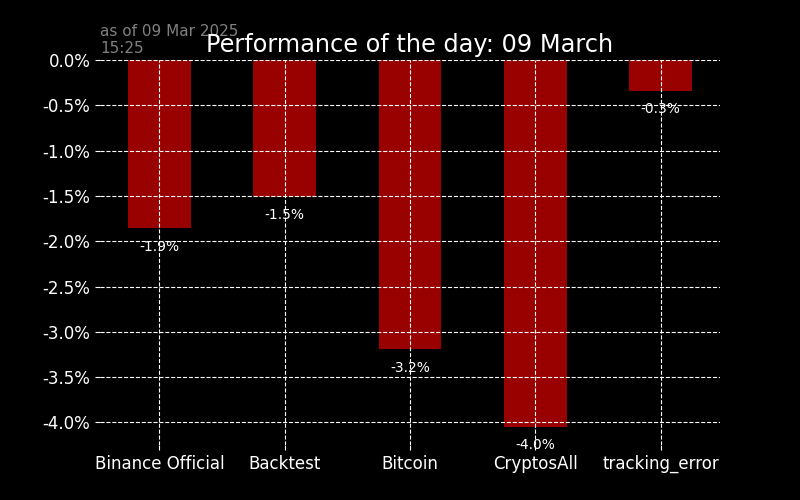 as of 09 Mar 2025
15:25
Performance of the day: 09 March
0.0%
-0.5%
-1.0%
-1.5%
-2.0%
-2.5%
-3.0%
-3.5%
-4.0%
-1.9%
-1.5%
-3.2%
-4.0%
-0.3%
Binance Official
Backtest
Bitcoin
CryptosAll
tracking_error